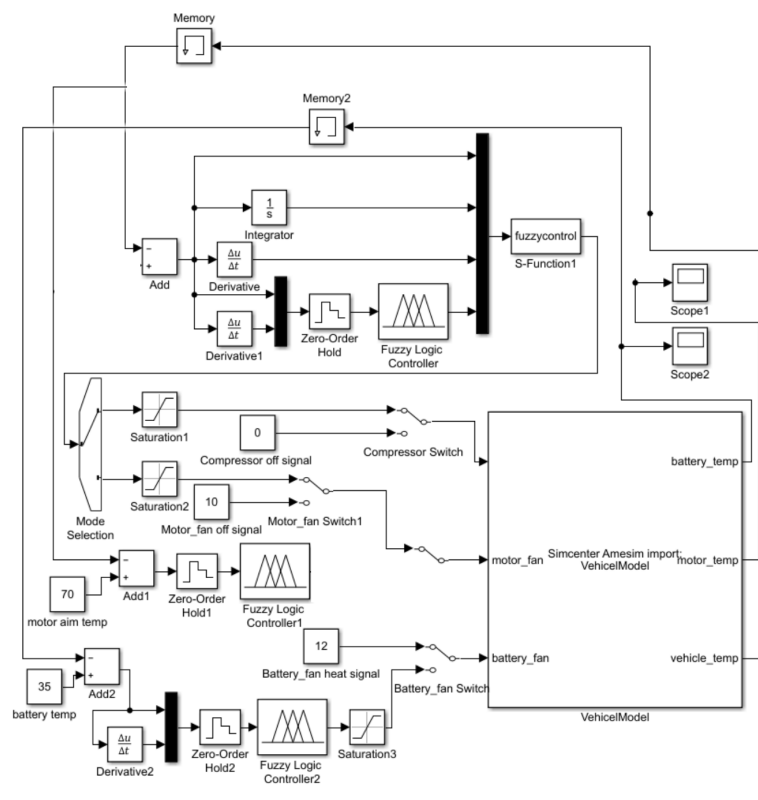 Memory
Memory2
1
s
Integrator
fuzzycontrol
S-Function1
−
+
Add
Δu
Δt
Derivative
Δu
Δt
Derivative1
Zero-Order
Hold
Fuzzy Logic
Controller
Scope1
Scope2
Saturation1
0
Compressor off signal
Compressor Switch
Mode
Selection
Saturation2
10
Motor_fan off signal
Motor_fan Switch1
battery_temp
motor_fan
Simcenter Amesim import:
VehicelModel
motor_temp
battery_fan
vehicle_temp
VehicelModel
70
motor aim temp
−
+
Add1
Zero-Order
Hold1
Fuzzy Logic
Controller1
12
Battery_fan heat signal
Battery_fan Switch
35
battery temp
−
+
Add2
Δu
Δt
Derivative2
Zero-Order
Hold2
Fuzzy Logic
Controller2
Saturation3